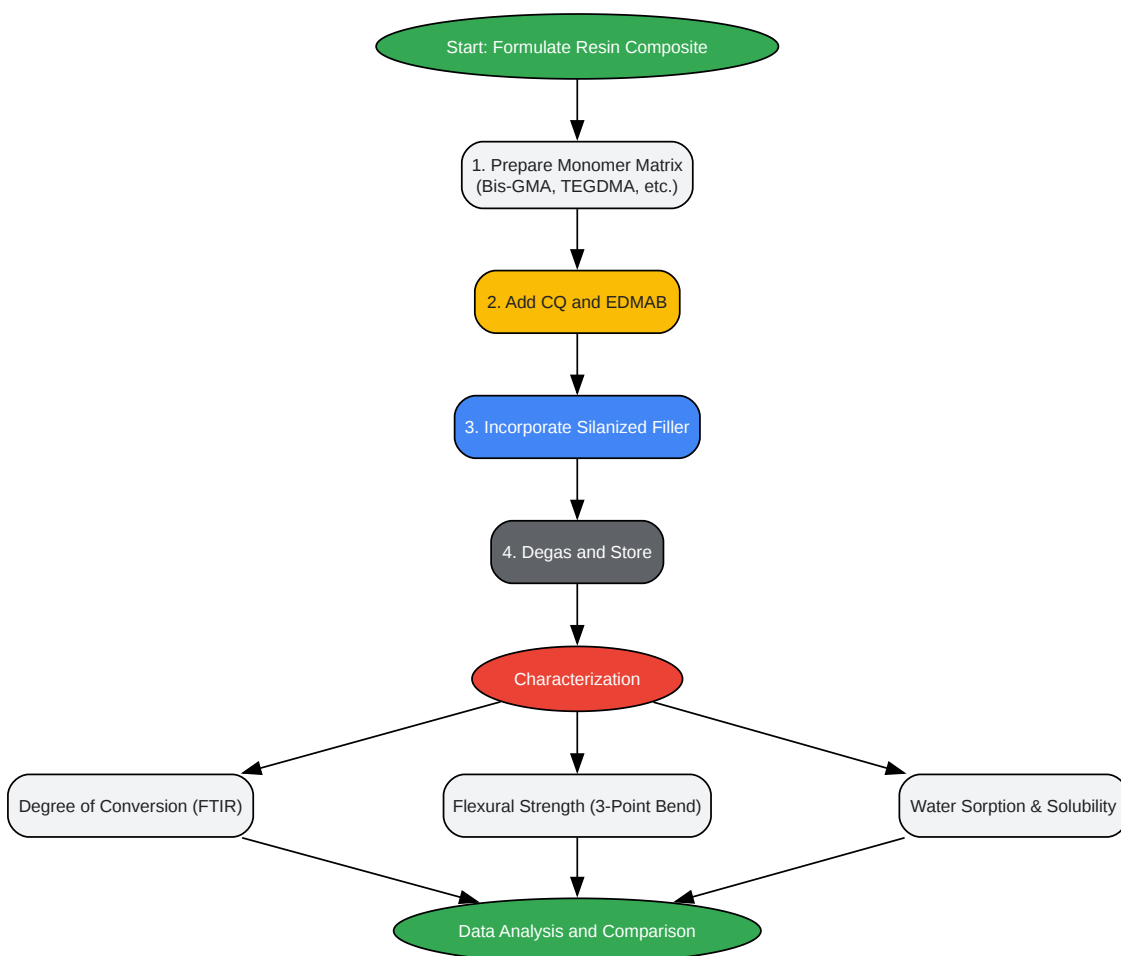 Start: Formulate Resin Composite
1. Prepare Monomer Matrix
(Bis-GMA, TEGDMA, etc.)
2. Add CQ and EDMAB
3. Incorporate Silanized Filler
4. Degas and Store
Characterization
Degree of Conversion (FTIR)
Flexural Strength (3-Point Bend)
Water Sorption & Solubility
Data Analysis and Comparison